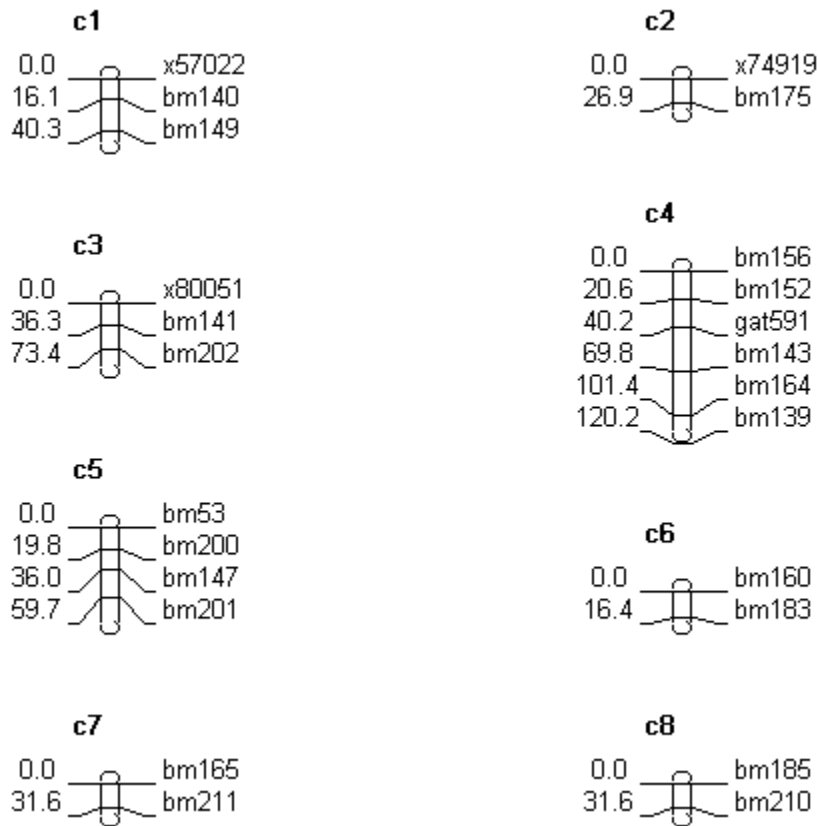 c1
0.0 x57022
16.1 bm140
40.3 bm149
c2
0.0 x74919
26.9 bm175
c3
0.0 x80051
36.3 bm141
73.4 bm202
c4
0.0 bm156
20.6 bm152
40.2 gat591
69.8 bm143
101.4 bm164
120.2 bm139
c5
0.0 bm53
19.8 bm200
36.0 bm147
59.7 bm201
c6
0.0 bm160
16.4 bm183
c7
0.0 bm165
31.6 bm211
c8
0.0 bm185
31.6 bm210